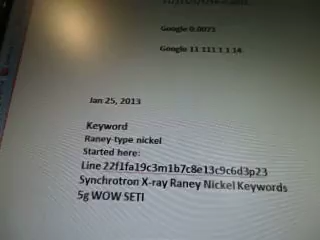 Google 0.0073
Google 11 111 1 1 14
Jan 25, 2013
Keyword
Raney-type nickel
Started here:
Line 22f1fa19c3m1b7c8e13c9c6d3p23
Synchrotron X-ray Raney Nickel Keywords
5g WOW SETI